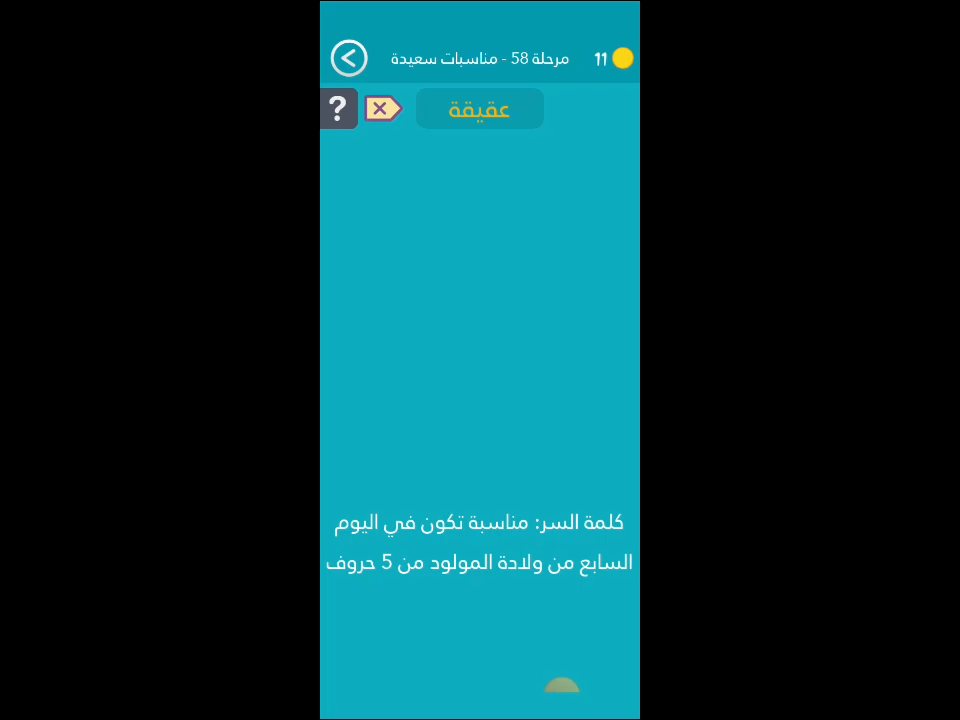 مرحلة 58 - مناسبات سعيدة
11
عقيقة
?
كلمة السر: مناسبة تكون في اليوم
السابع من ولادة المولود من 5 حروف